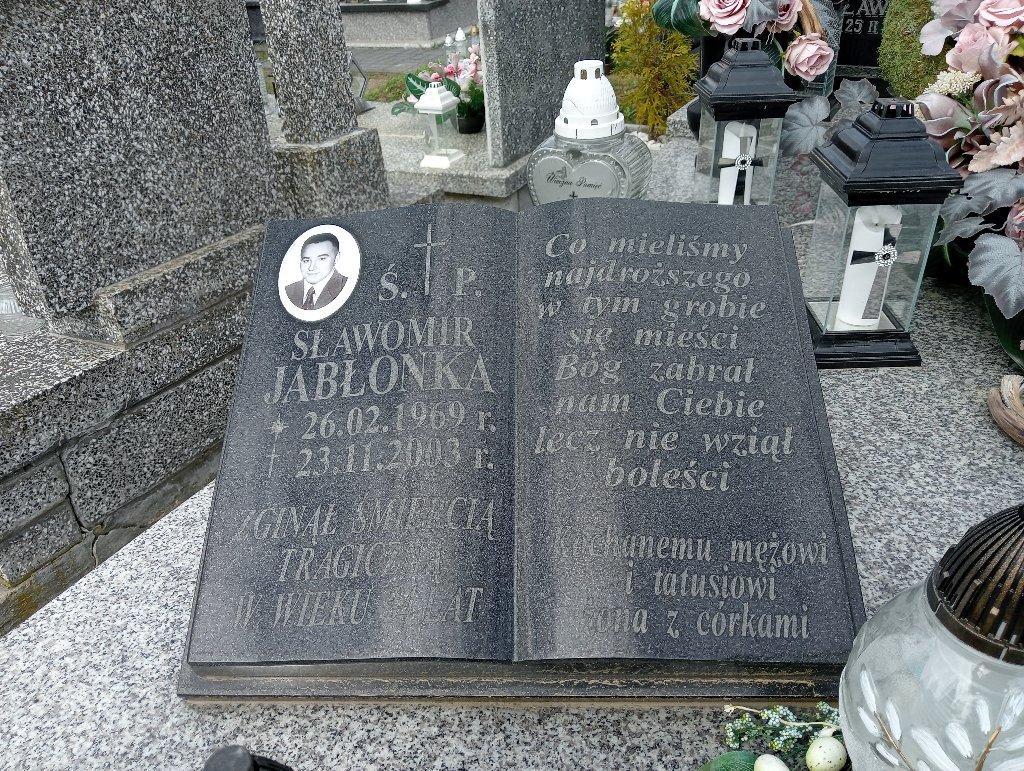 Ś. P.
SŁAWOMIR
JABŁONKA
* 26.02.1969 r.
† 23.11.2003 r.
ZGINĄŁ ŚMIERCIĄ
TRAGICZNĄ
W WIEKU LAT
Co mieliśmy
najdroższego
w tym grobie
się mieści
Bóg zabrał
nam Ciebie
lecz nie wziął
boleści
Kochanemu mężowi
i tatusiowi
żona z córkami
Wieczna Pamięć